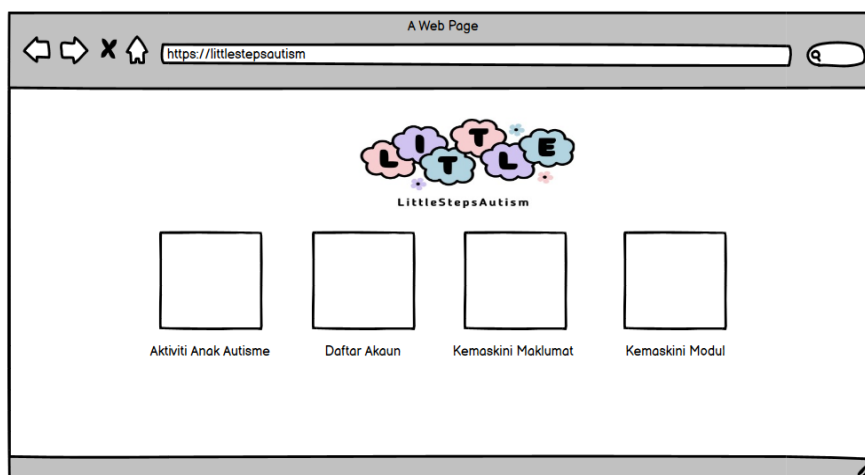 A Web Page
https://littlestepsautism
LITTLE
LittleStepsAutism
Aktiviti Anak Autisme
Daftar Akaun
Kemaskini Maklumat
Kemaskini Modul